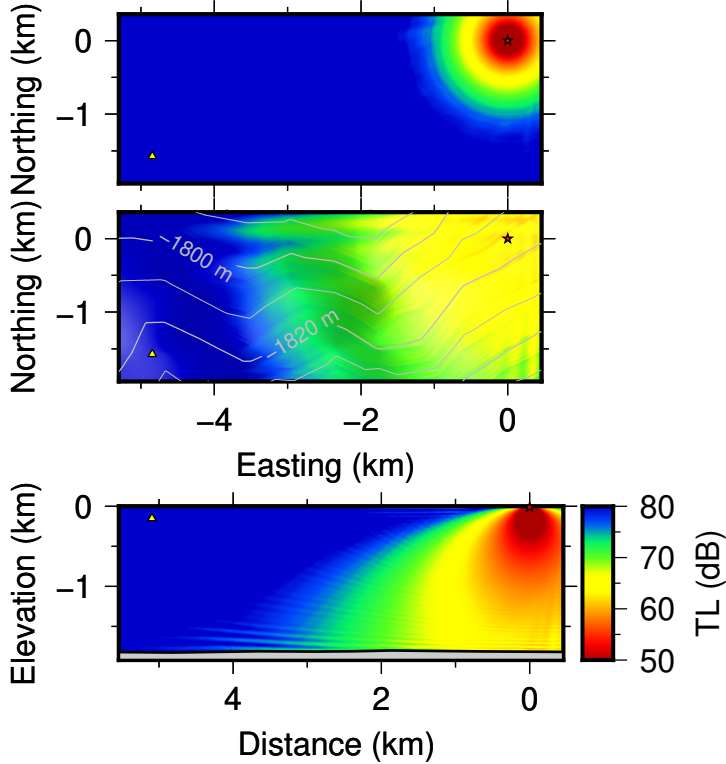 0
−1
Northing (km)
−1800 m
0
−1
Northing (km)
−1820 m
−4
−2
0
Easting (km)
0
−1
Elevation (km)
4
2
0
Distance (km)
80
70
60
50
TL (dB)